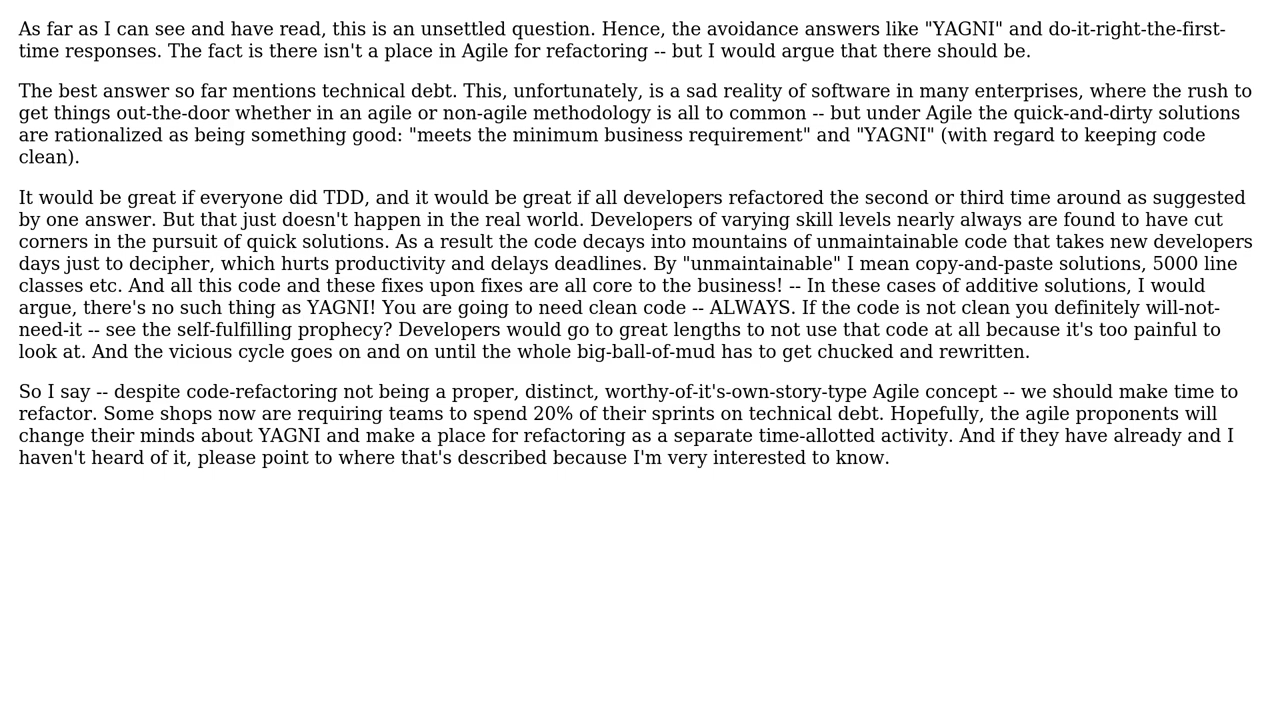 As far as I can see and have read, this is an unsettled question. Hence, the avoidance answers like "YAGNI" and do-it-right-the-first-
time responses. The fact is there isn't a place in Agile for refactoring -- but I would argue that there should be.
The best answer so far mentions technical debt. This, unfortunately, is a sad reality of software in many enterprises, where the rush to
get things out-the-door whether in an agile or non-agile methodology is all to common -- but under Agile the quick-and-dirty solutions
are rationalized as being something good: "meets the minimum business requirement" and "YAGNI" (with regard to keeping code
clean).
It would be great if everyone did TDD, and it would be great if all developers refactored the second or third time around as suggested
by one answer. But that just doesn't happen in the real world. Developers of varying skill levels nearly always are found to have cut
corners in the pursuit of quick solutions. As a result the code decays into mountains of unmaintainable code that takes new developers
days just to decipher, which hurts productivity and delays deadlines. By "unmaintainable" I mean copy-and-paste solutions, 5000 line
classes etc. And all this code and these fixes upon fixes are all core to the business! -- In these cases of additive solutions, I would
argue, there's no such thing as YAGNI! You are going to need clean code -- ALWAYS. If the code is not clean you definitely will-not-
need-it -- see the self-fulfilling prophecy? Developers would go to great lengths to not use that code at all because it's too painful to
look at. And the vicious cycle goes on and on until the whole big-ball-of-mud has to get chucked and rewritten.
So I say -- despite code-refactoring not being a proper, distinct, worthy-of-it's-own-story-type Agile concept -- we should make time to
refactor. Some shops now are requiring teams to spend 20% of their sprints on technical debt. Hopefully, the agile proponents will
change their minds about YAGNI and make a place for refactoring as a separate time-allotted activity. And if they have already and I
haven't heard of it, please point to where that's described because I'm very interested to know.